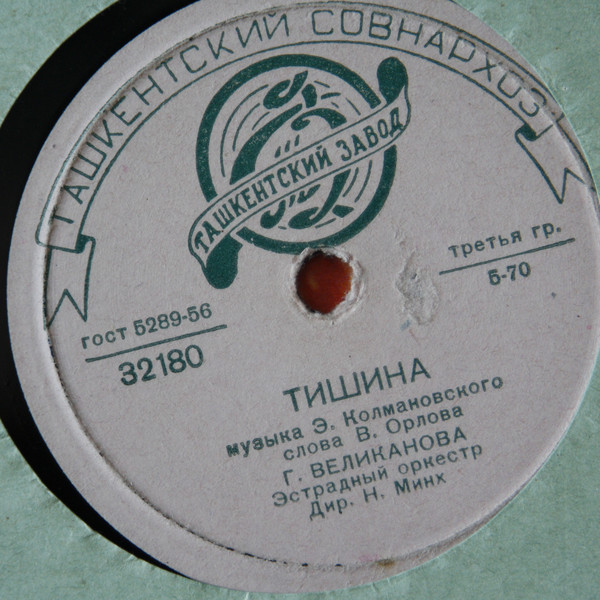 ТАШКЕНТСКИЙ СОВНАРХОЗ
ТАШКЕНТСКИЙ ЗАВОД
третья гр.
Б-70
гост 5289-56
32180
ТИШИНА
музыка Э. Колмановского
слова В. Орлова
Г. ВЕЛИКАНОВА
Эстрадный оркестр
Дир. Н. Минх